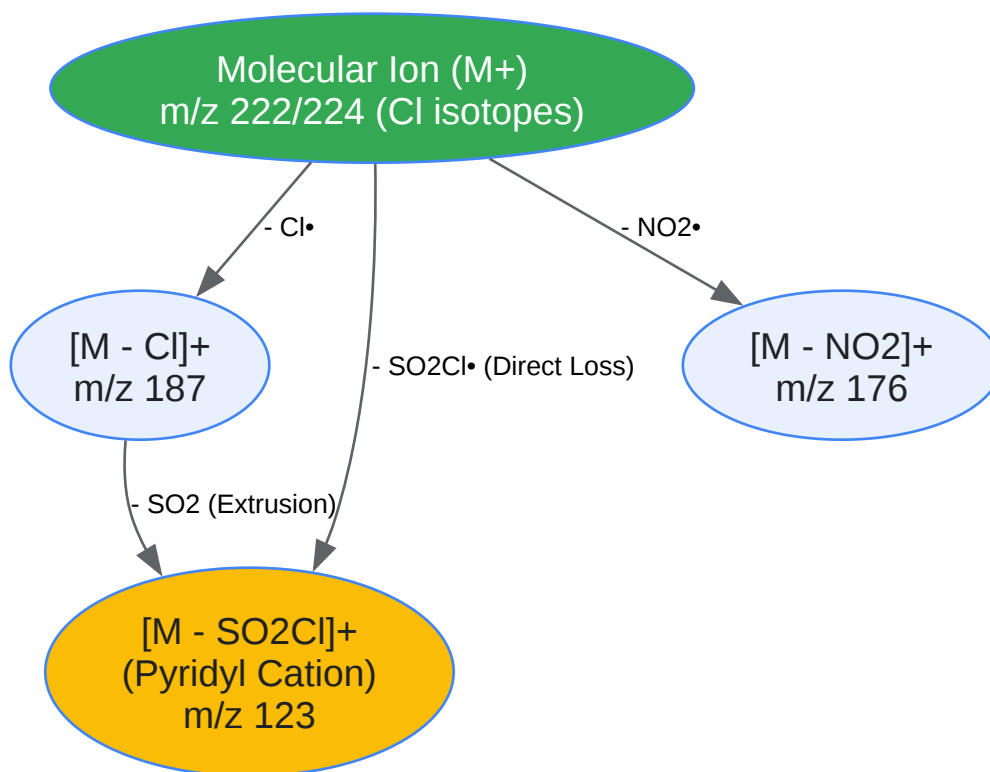 Molecular Ion (M+)
m/z 222/224 (Cl isotopes)
- Cl•
- NO2•
[M - Cl]+
m/z 187
- SO2Cl• (Direct Loss)
[M - NO2]+
m/z 176
- SO2 (Extrusion)
[M - SO2Cl]+
(Pyridyl Cation)
m/z 123